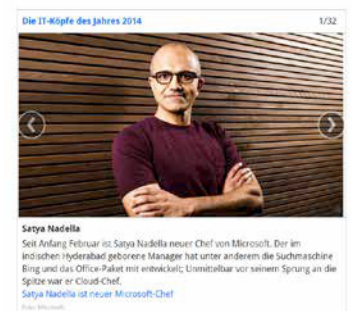 Die IT-Köpfe des Jahres 2014
1/32
Satya Nadella
Seit Anfang Februar ist Satya Nadella neuer Chef von Microsoft. Der im
indischen Hyderabad geborene Manager hat unter anderem die Suchmaschine
Bing und das Office-Paket mit entwickelt; Unmittelbar vor seinem Sprung an die
Spitze war er Cloud-Chef.
Satya Nadella ist neuer Microsoft-Chef
Foto: Microsoft